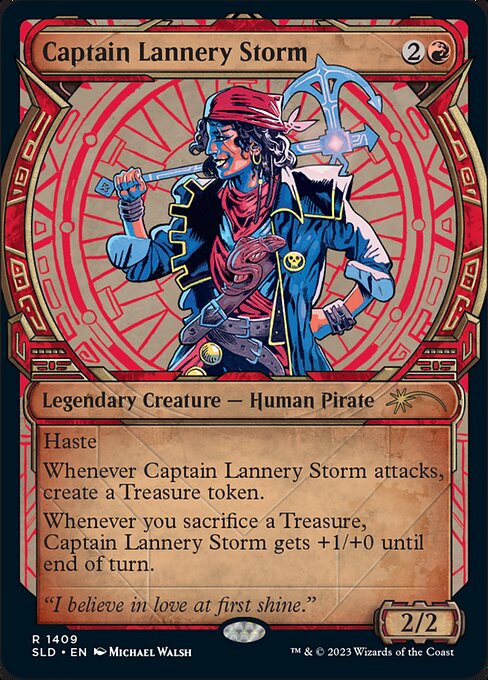 Captain Lannery Storm 2
Legendary Creature — Human Pirate
Haste
Whenever Captain Lannery Storm attacks,
create a Treasure token.
Whenever you sacrifice a Treasure,
Captain Lannery Storm gets +1/+0 until
end of turn.
“I believe in love at first shine.”
2/2
R 1409
SLD • EN Michael Walsh
™ & © 2023 Wizards of the Coast